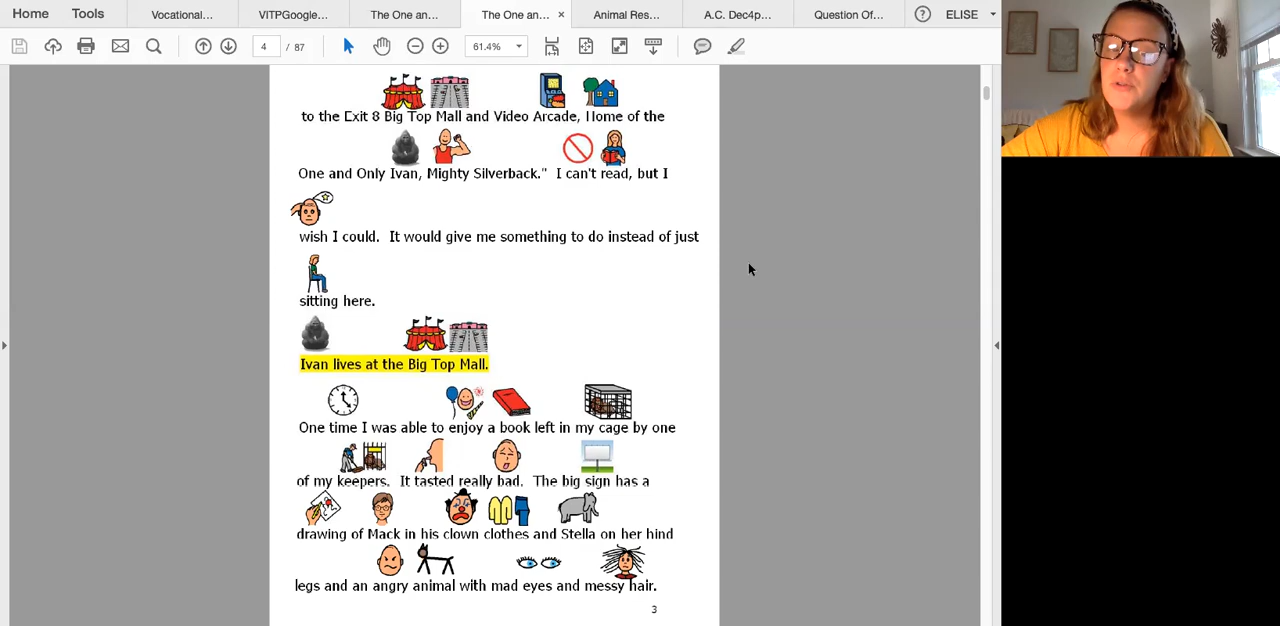 Home Tools Vocational... VITPGoogle... The One an... The One an... × Animal Res... A.C. Dec4p... Question Of... ? ELISE
4 / 87 61.4%
to the Exit 8 Big Top Mall and Video Arcade, Home of the
One and Only Ivan, Mighty Silverback." I can't read, but I
wish I could. It would give me something to do instead of just
sitting here.
Ivan lives at the Big Top Mall.
One time I was able to enjoy a book left in my cage by one
of my keepers. It tasted really bad. The big sign has a
drawing of Mack in his clown clothes and Stella on her hind
legs and an angry animal with mad eyes and messy hair.
3